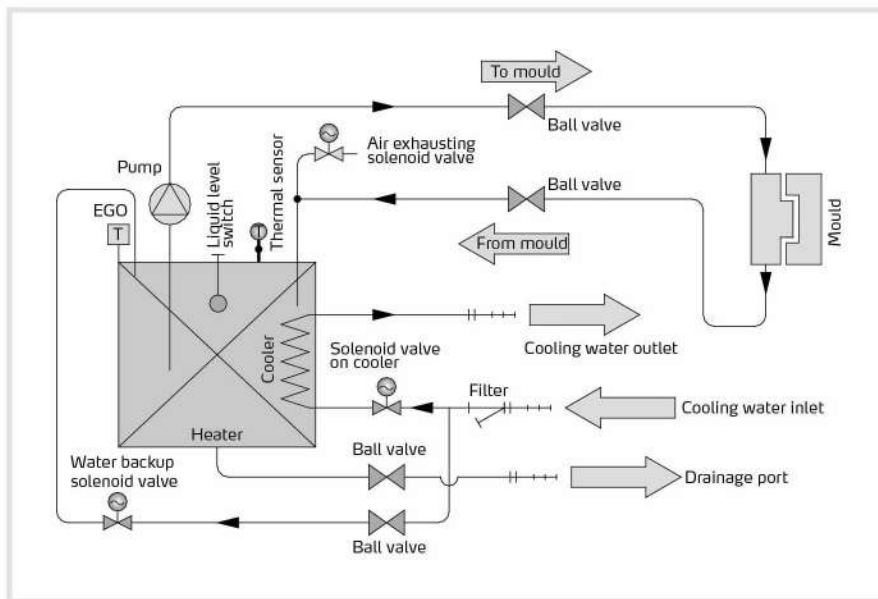 To mould
Ball valve
Air exhausting
solenoid valve
Thermal sensor
Pump
Liquid level
switch
EGO
T
T
Ball valve
From mould
Mould
Cooling water outlet
Solenoid valve
on cooler
Cooler
Filter
Cooling water inlet
Heater
Ball valve
Drainage port
Water backup
solenoid valve
Ball valve